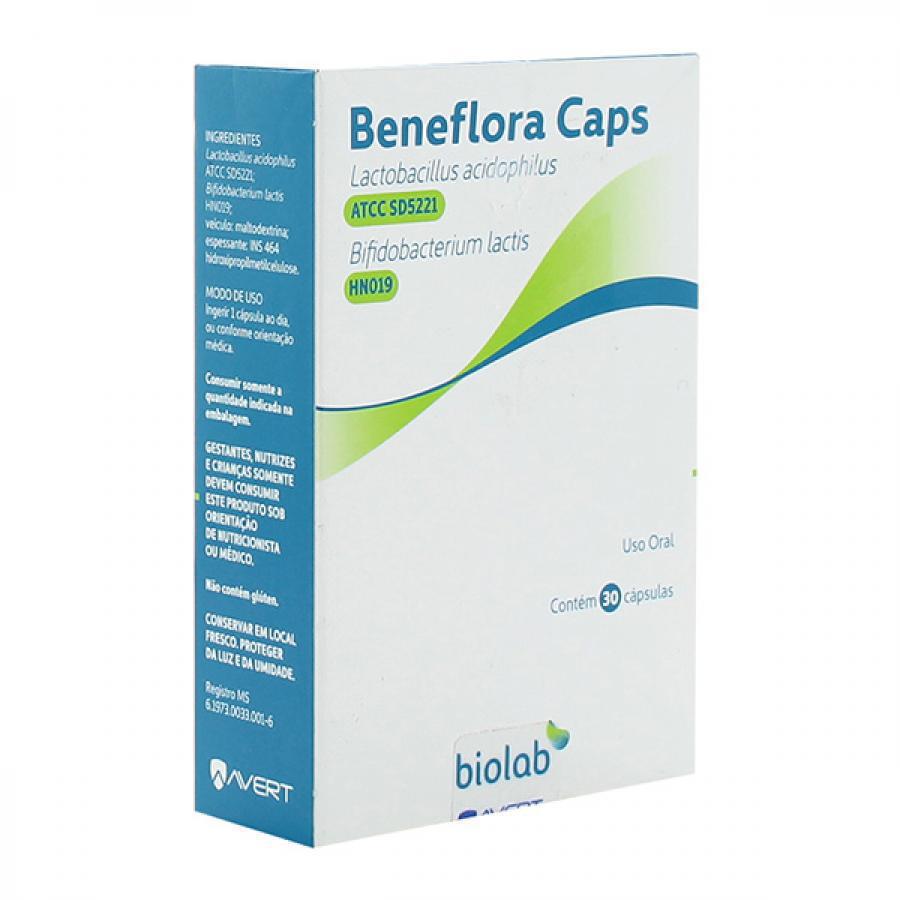 Beneflora Caps
Lactobacillus acidophilus
ATCC SD5221
Bifidobacterium lactis
HN019
Uso Oral
Contém 30 cápsulas
biolab
AVERT
INGREDIENTES
Lactobacillus acidophilus
ATCC SD5221;
Bifidobacterium lactis
HN019;
veículo: maltodextrina;
espessante: INS 464
hidroxipropilmetilcelulose.
MODO DE USO
Ingerir 1 cápsula ao dia,
ou conforme orientação
médica.
Consumir somente a
quantidade indicada na
embalagem.
GESTANTES, NUTRIZES
E CRIANÇAS SOMENTE
DEVEM CONSUMIR
ESTE PRODUTO SOB
ORIENTAÇÃO
DE NUTRICIONISTA
OU MÉDICO.
Não contém glúten.
CONSERVAR EM LOCAL
FRESCO. PROTEGER
DA LUZ E DA UMIDADE.
Registro MS
6.1973.0033.001-6
AVERT